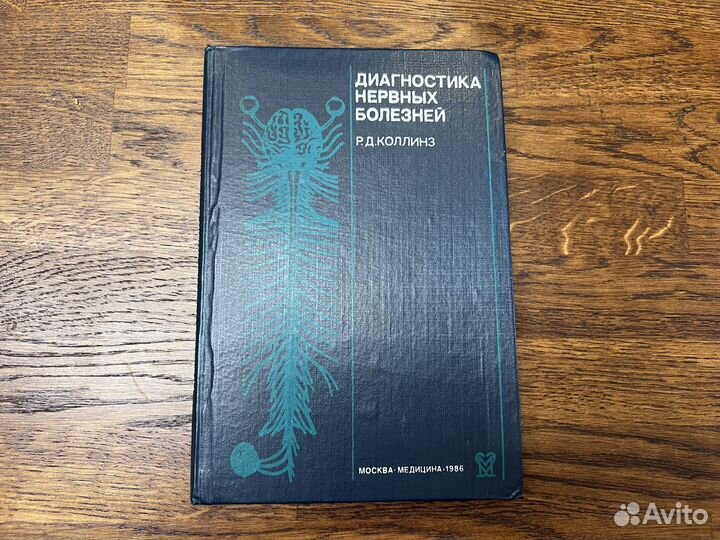 ДИАГНОСТИКА
НЕРВНЫХ
БОЛЕЗНЕЙ
Р.Д.КОЛЛИНЗ
МОСКВА·МЕДИЦИНА·1986
Avito